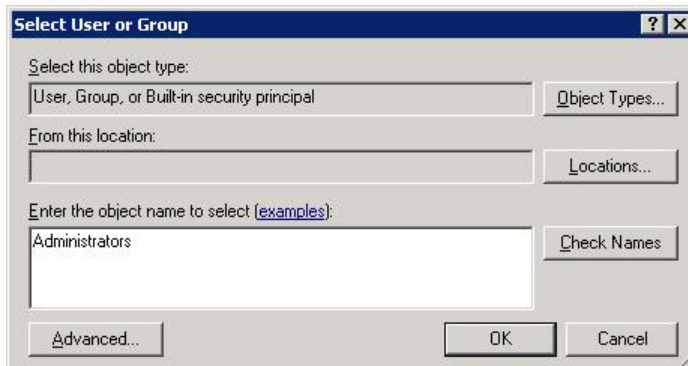 Select User or Group
Select this object type:
User, Group, or Built-in security principal
Object Types...
From this location:
Locations...
Enter the object name to select (examples):
Administrators
Check Names
Advanced...
OK
Cancel